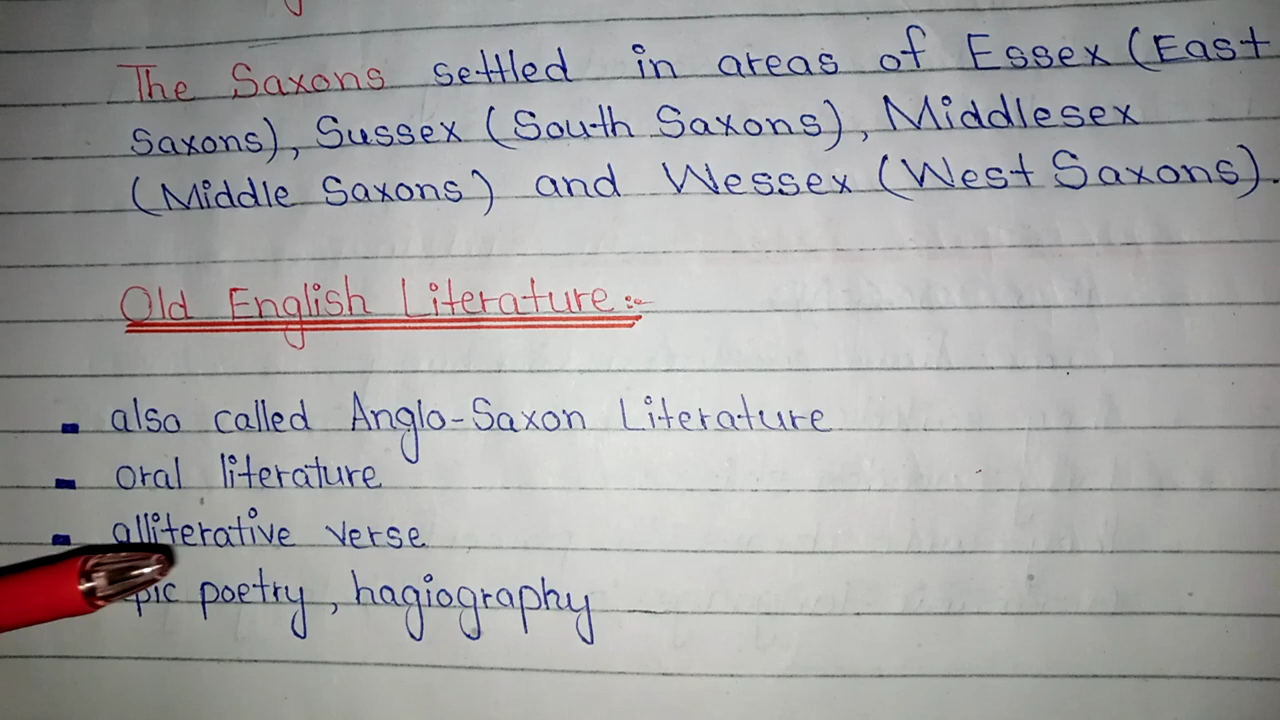 The Saxons settled in areas of Essex (East
Saxons), Sussex (South Saxons), Middlesex
(Middle Saxons) and Wessex (West Saxons).
Old English Literature:-
also called Anglo-Saxon Literature
oral literature
alliterative verse
poetry, hagiography